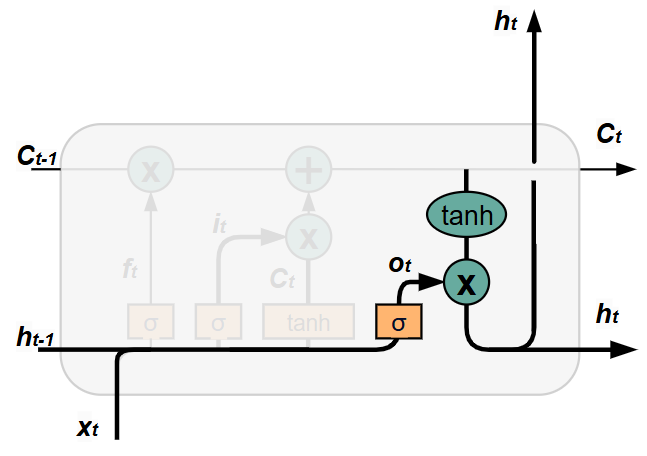 hₜ
Cₜ₋₁
Cₜ
x
+
tanh
iₜ
x
fₜ
Cₜ
oₜ
x
σ
σ
tanh
σ
hₜ₋₁
hₜ
xₜ